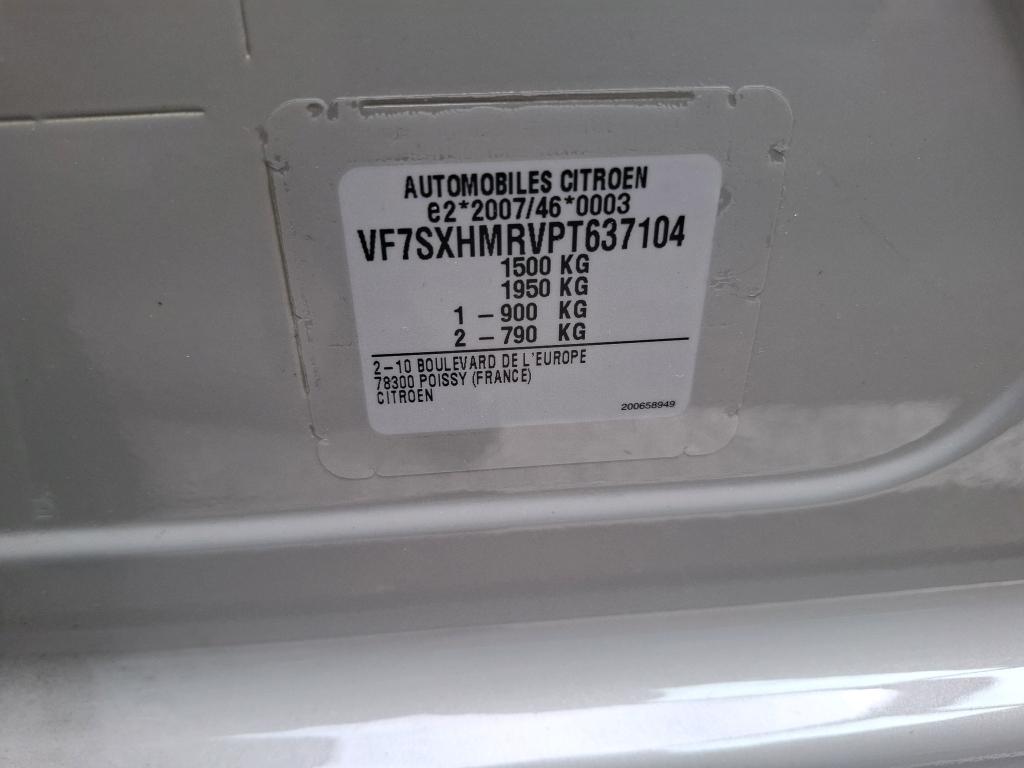 AUTOMOBILES CITROEN
e2*2007/46*0003
VF7SXHMRVPT637104
1500 KG
1950 KG
1 - 900 KG
2 - 790 KG
2-10 BOULEVARD DE L'EUROPE
78300 POISSY (FRANCE)
CITROEN
200658949